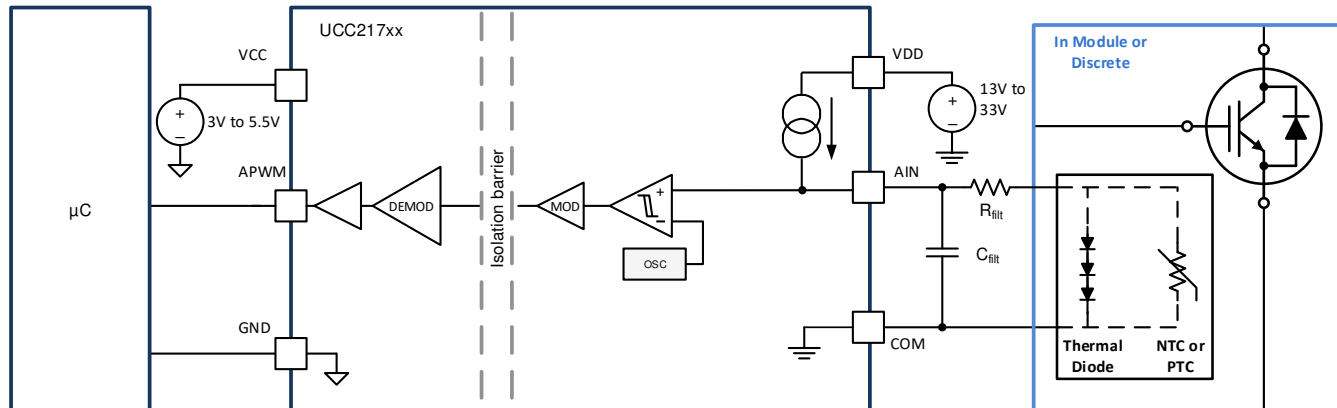 UCC217xx
In Module or
Discrete
VCC
VDD
3V to 5.5V
13V to
33V
APWM
AIN
µC
DEMOD
Isolation barrier
MOD
+
−
OSC
Rfilt
Cfilt
GND
COM
Thermal
Diode
NTC or
PTC